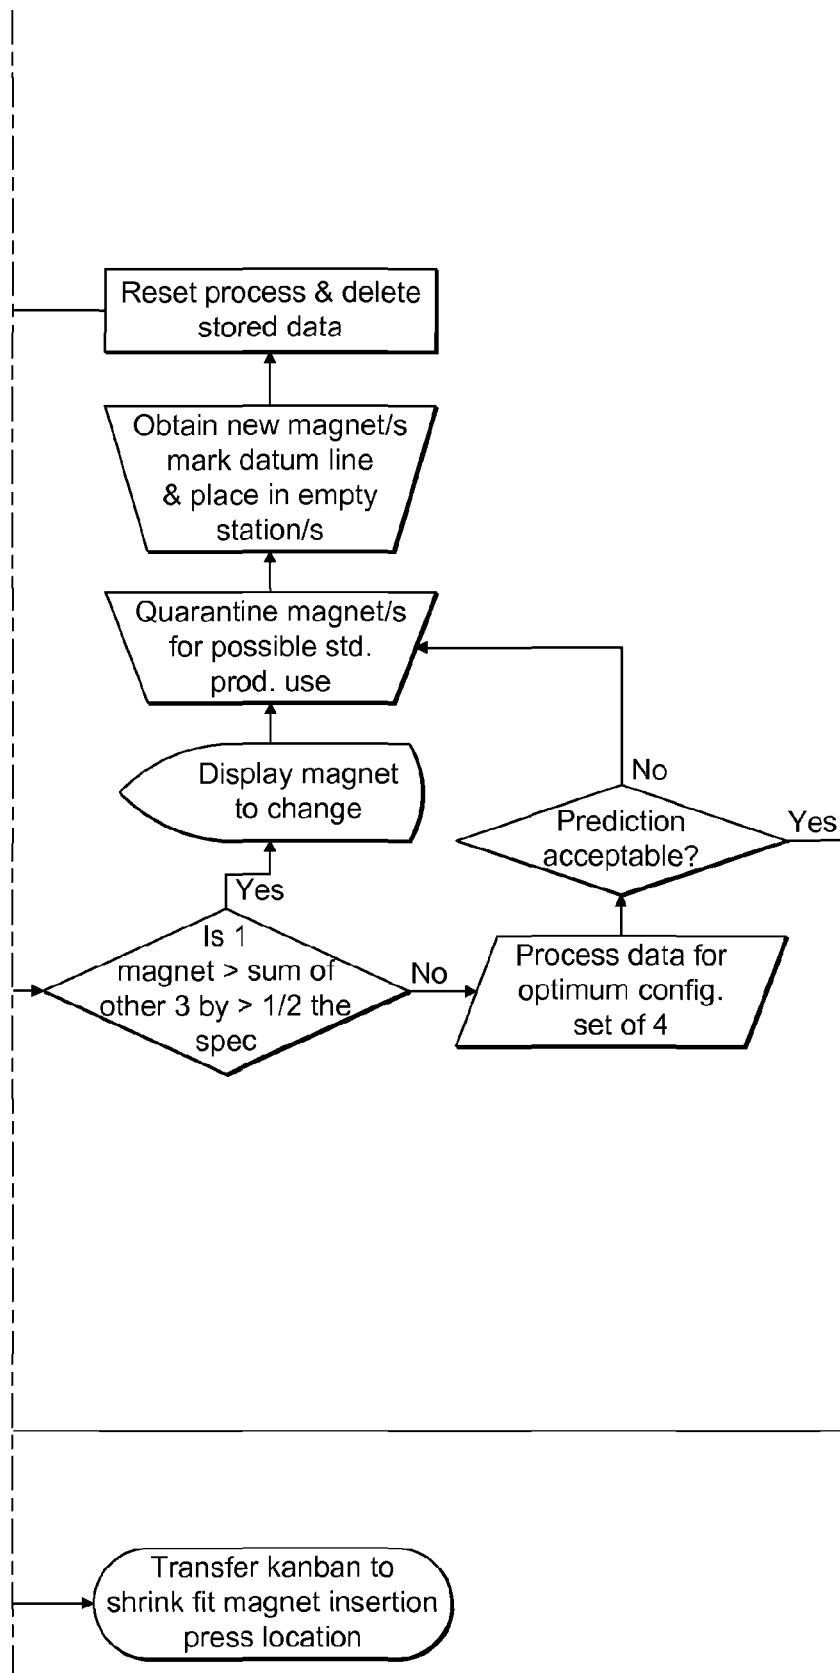 Reset process & delete
stored data
Obtain new magnet/s
mark datum line
& place in empty
station/s
Quarantine magnet/s
for possible std.
prod. use
Display magnet
to change
No
Prediction
acceptable?
Yes
Yes
Is 1
magnet > sum of
other 3 by > 1/2 the
spec
No
Process data for
optimum config.
set of 4
Transfer kanban to
shrink fit magnet insertion
press location